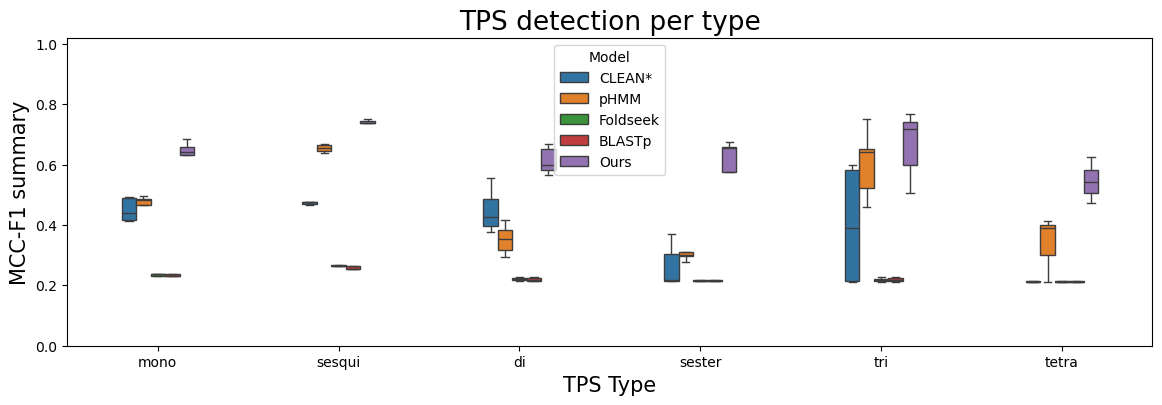 TPS detection per type
MCC-F1 summary
1.0
0.8
0.6
0.4
0.2
0.0
Model
CLEAN*
pHMM
Foldseek
BLASTp
Ours
mono sesqui di sester tri tetra
TPS Type